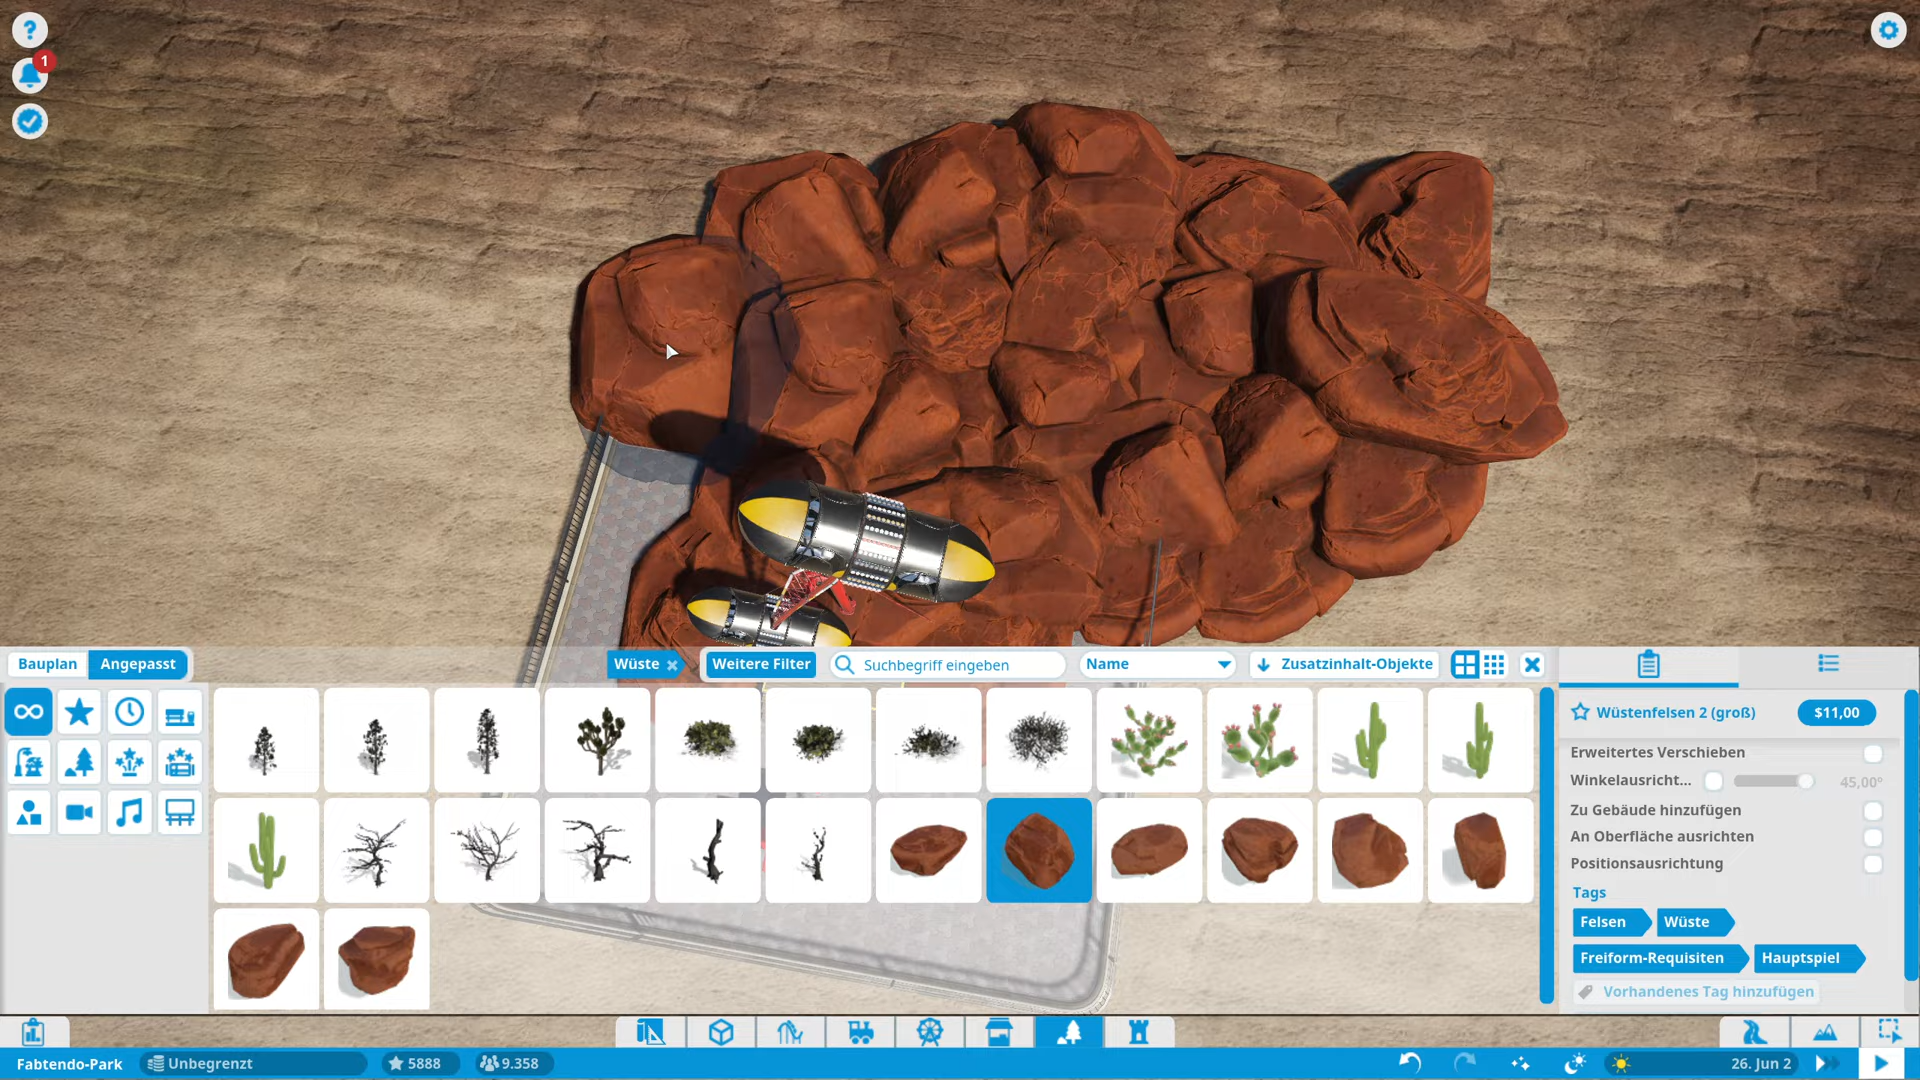 ?
1
Bauplan
Angepasst
Wüste
Weitere Filter
Suchbegriff eingeben
Name
Zusatzinhalt-Objekte
Wüstenfelsen 2 (groß)
$11,00
Erweitertes Verschieben
Winkelausricht...
45,00°
Zu Gebäude hinzufügen
An Oberfläche ausrichten
Positionsausrichtung
Tags
Felsen
Wüste
Freiform-Requisiten
Hauptspiel
Vorhandenes Tag hinzufügen
Fabtendo-Park
Unbegrenzt
5888
9.358
26. Jun 2